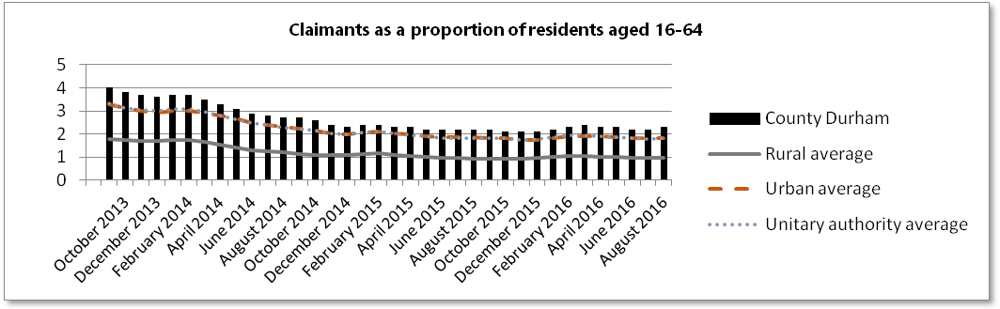 Claimants as a proportion of residents aged 16-64
5
4
3
2
1
0
October 2013
December 2013
February 2014
April 2014
June 2014
August 2014
October 2014
December 2014
February 2015
April 2015
June 2015
August 2015
October 2015
December 2015
February 2016
April 2016
June 2016
August 2016
County Durham
Rural average
Urban average
Unitary authority average